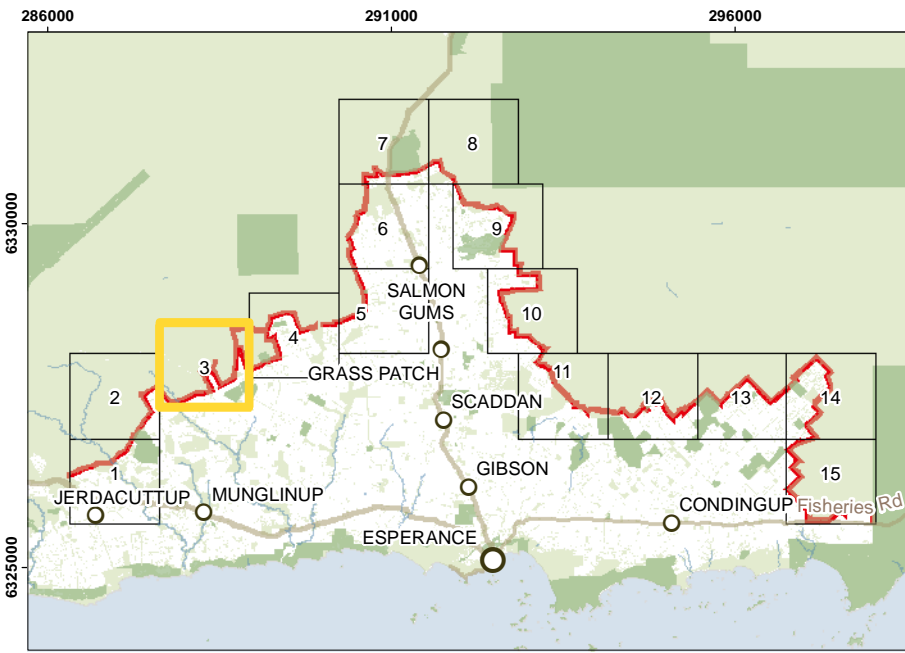 286000
291000
296000
6330000
6325000
7
8
6
9
SALMON
GUMS
10
5
4
3
GRASS PATCH
11
2
12
13
14
SCADDAN
1
GIBSON
15
JERDACUTTUP
MUNGLINUP
CONDINGUP
Fisheries Rd
ESPERANCE